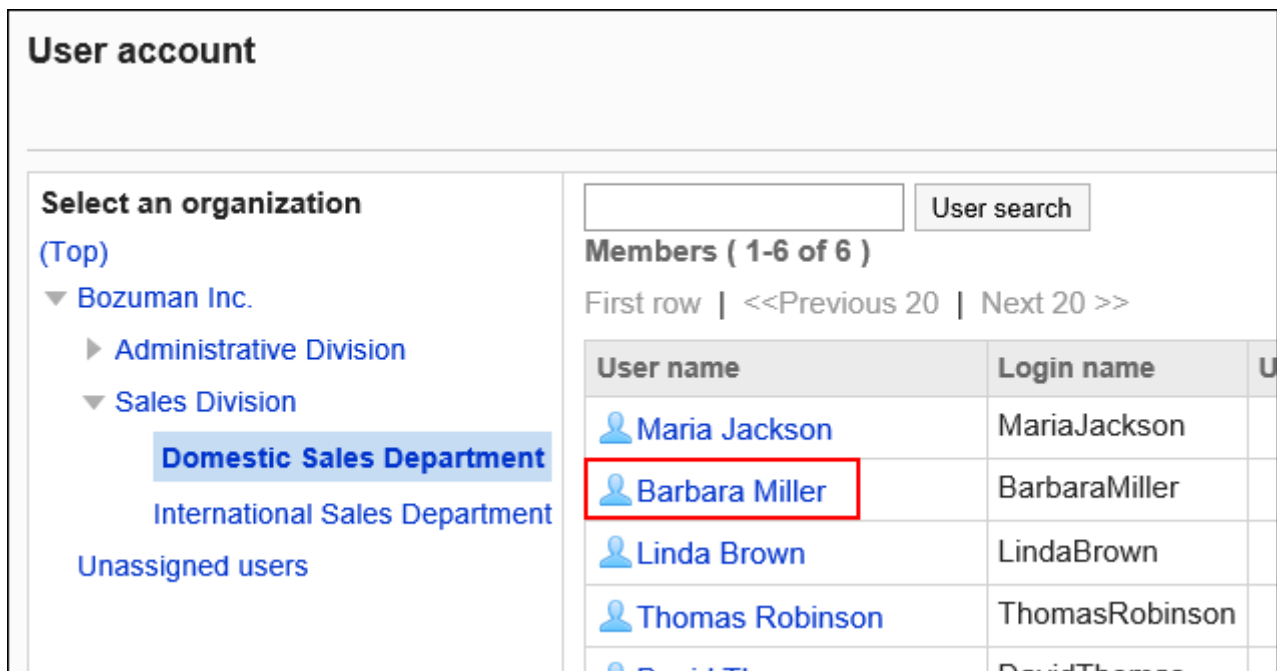 User account
Select an organization
(Top)
Bozuman Inc.
Administrative Division
Sales Division
Domestic Sales Department
International Sales Department
Unassigned users
User search
Members ( 1-6 of 6 )
First row | <<Previous 20 | Next 20 >>
User name Login name
Maria Jackson MariaJackson
Barbara Miller BarbaraMiller
Linda Brown LindaBrown
Thomas Robinson ThomasRobinson